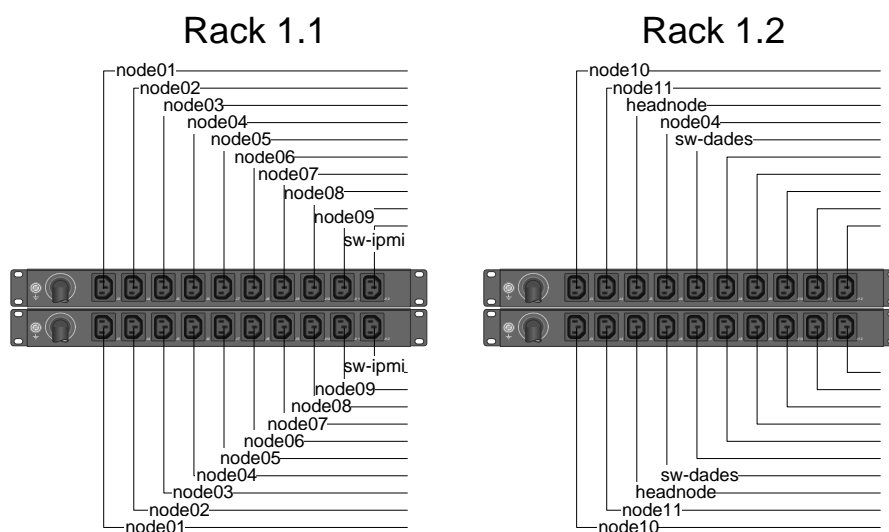 Rack 1.1
node01
node02
node03
node04
node05
node06
node07
node08
node09
sw-ipmi
sw-ipmi
node09
node08
node07
node06
node05
node04
node03
node02
node01
Rack 1.2
node10
node11
headnode
node04
sw-dades
sw-dades
headnode
node11
node10